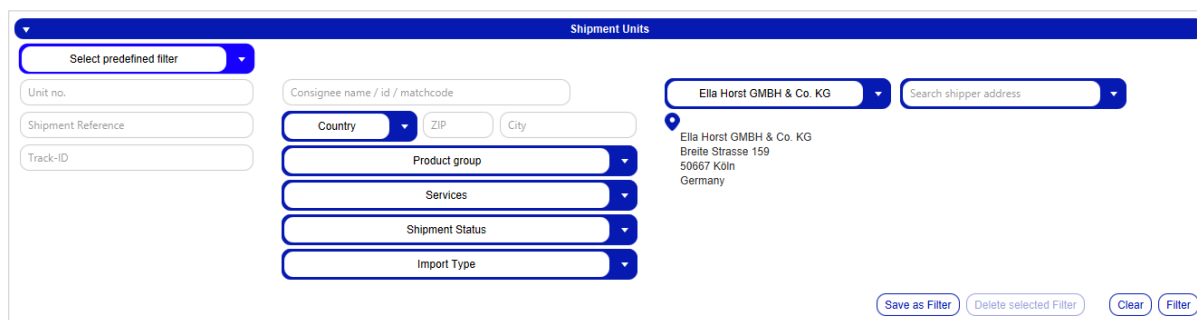 Shipment Units
Select predefined filter
Unit no.
Shipment Reference
Track-ID
Consignee name / id / matchcode
Country
ZIP
City
Product group
Services
Shipment Status
Import Type
Ella Horst GMBH & Co. KG
Search shipper address
Ella Horst GMBH & Co. KG
Breite Strasse 159
50667 Köln
Germany
Save as Filter
Delete selected Filter
Clear
Filter